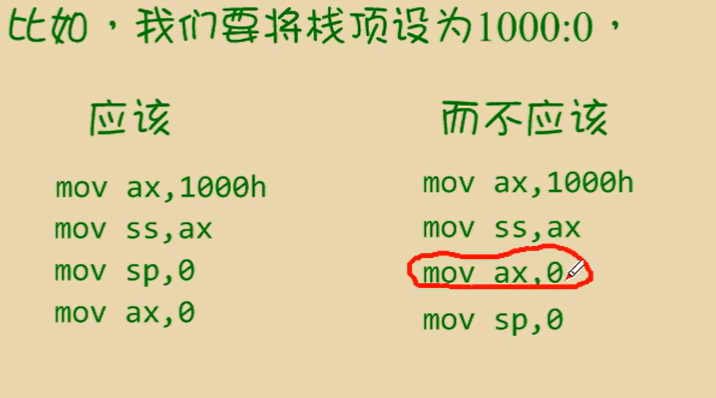 比如，我们要将栈顶设为1000:0，
应该
mov ax,1000h
mov ss,ax
mov sp,0
mov ax,0
而不应该
mov ax,1000h
mov ss,ax
mov ax,0
mov sp,0